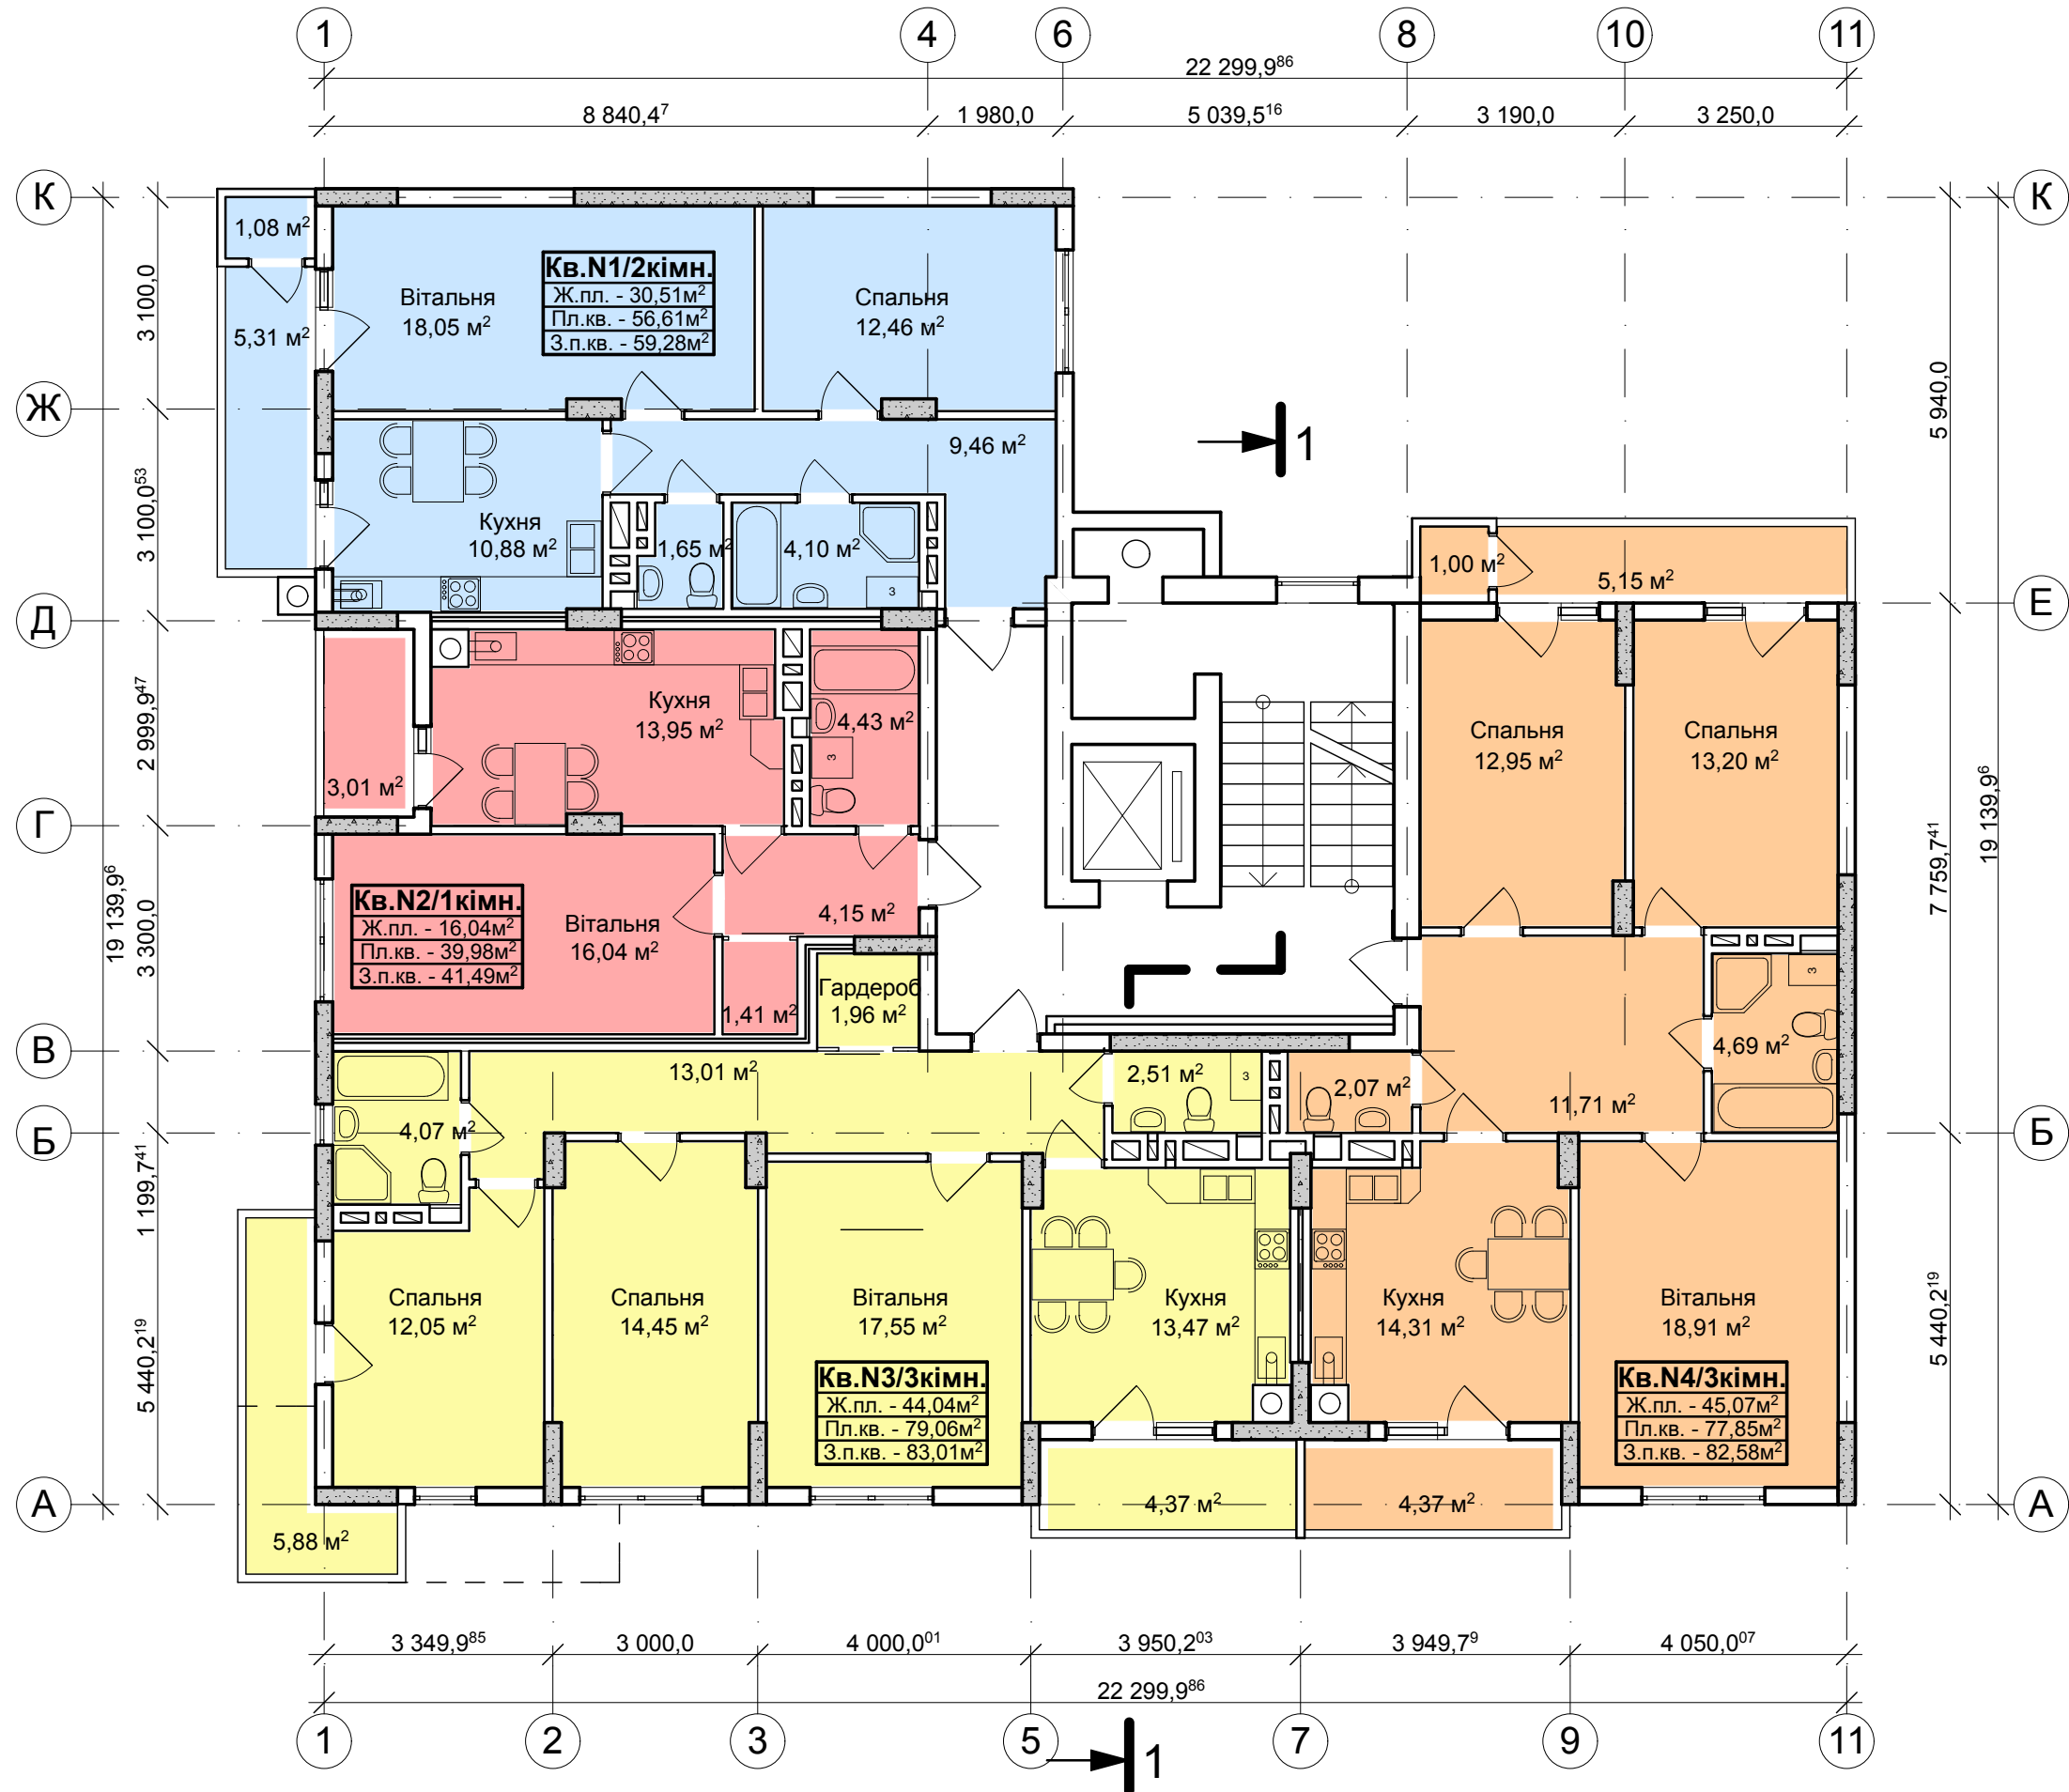 1 4 6 8 10 11
22 299,9⁸⁶
8 840,4⁷ 1 980,0 5 039,5¹⁶ 3 190,0 3 250,0
К К
1,08 м²
Кв.N1/2кімн.
Ж.пл. - 30,51м²
Пл.кв. - 56,61м²
З.п.кв. - 59,28м²
Вітальня
18,05 м²
Спальня
12,46 м²
5,31 м²
3 100,0
Ж
5 940,0
9,46 м²
1
3 100,0⁵³
Кухня
10,88 м²
1,65 м²
4,10 м²
З
1,00 м²
5,15 м²
Д Е
2 999,9⁴⁷
Кухня
13,95 м²
4,43 м²
З
3,01 м²
Спальня
12,95 м²
Спальня
13,20 м²
19 139,9⁶
7 759,7⁴¹
Г
19 139,9⁶
3 300,0
Кв.N2/1кімн.
Ж.пл. - 16,04м²
Пл.кв. - 39,98м²
З.п.кв. - 41,49м²
Вітальня
16,04 м²
4,15 м²
1,41 м²
Гардероб
1,96 м²
З
4,69 м²
В
13,01 м²
2,51 м²
З
2,07 м²
11,71 м²
Б Б
4,07 м²
1 199,7⁴¹
5 440,2¹⁹
Спальня
12,05 м²
Спальня
14,45 м²
Вітальня
17,55 м²
Кухня
13,47 м²
Кухня
14,31 м²
Вітальня
18,91 м²
5 440,2¹⁹
Кв.N3/3кімн.
Ж.пл. - 44,04м²
Пл.кв. - 79,06м²
З.п.кв. - 83,01м²
Кв.N4/3кімн.
Ж.пл. - 45,07м²
Пл.кв. - 77,85м²
З.п.кв. - 82,58м²
А А
4,37 м²
4,37 м²
5,88 м²
3 349,9⁸⁵ 3 000,0 4 000,0⁰¹ 3 950,2⁰³ 3 949,7⁹ 4 050,0⁰⁷
22 299,9⁸⁶
1 2 3 5 7 9 11
1